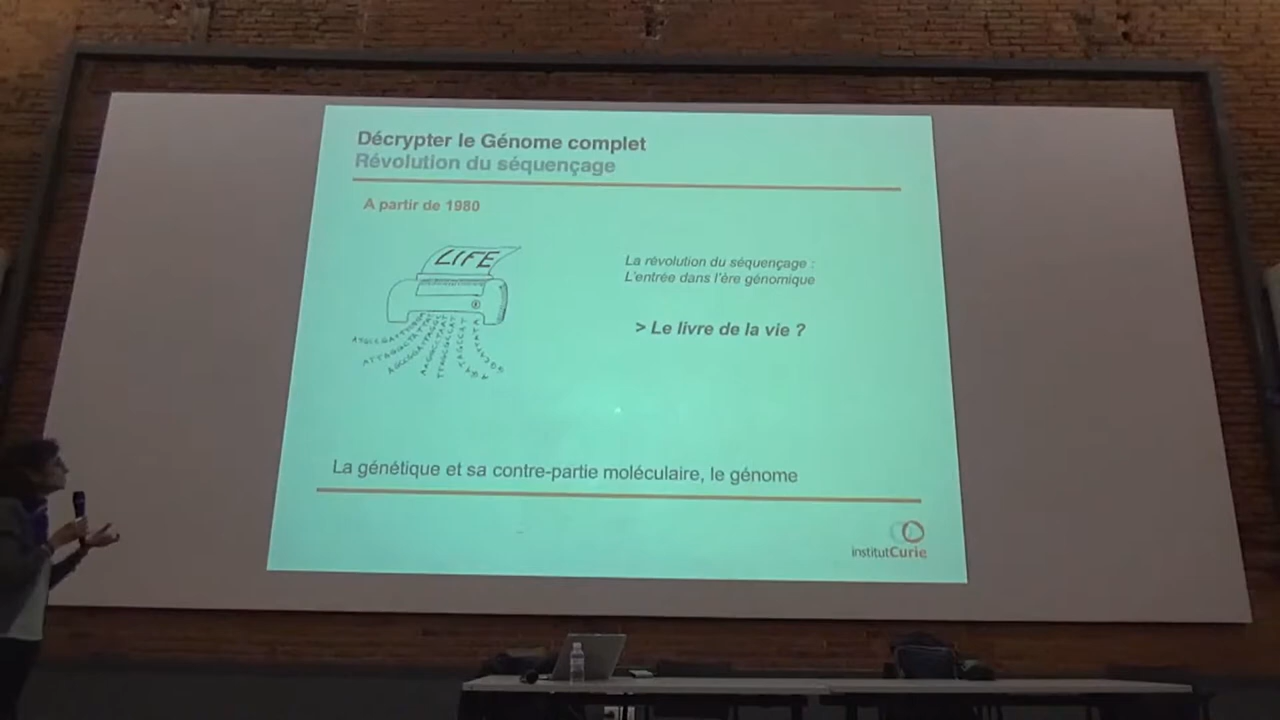 Décrypter le Génome complet
Révolution du séquençage
A partir de 1980
LIFE
La révolution du séquençage :
L'entrée dans l'ère génomique
> Le livre de la vie ?
La génétique et sa contre-partie moléculaire, le génome
institutCurie